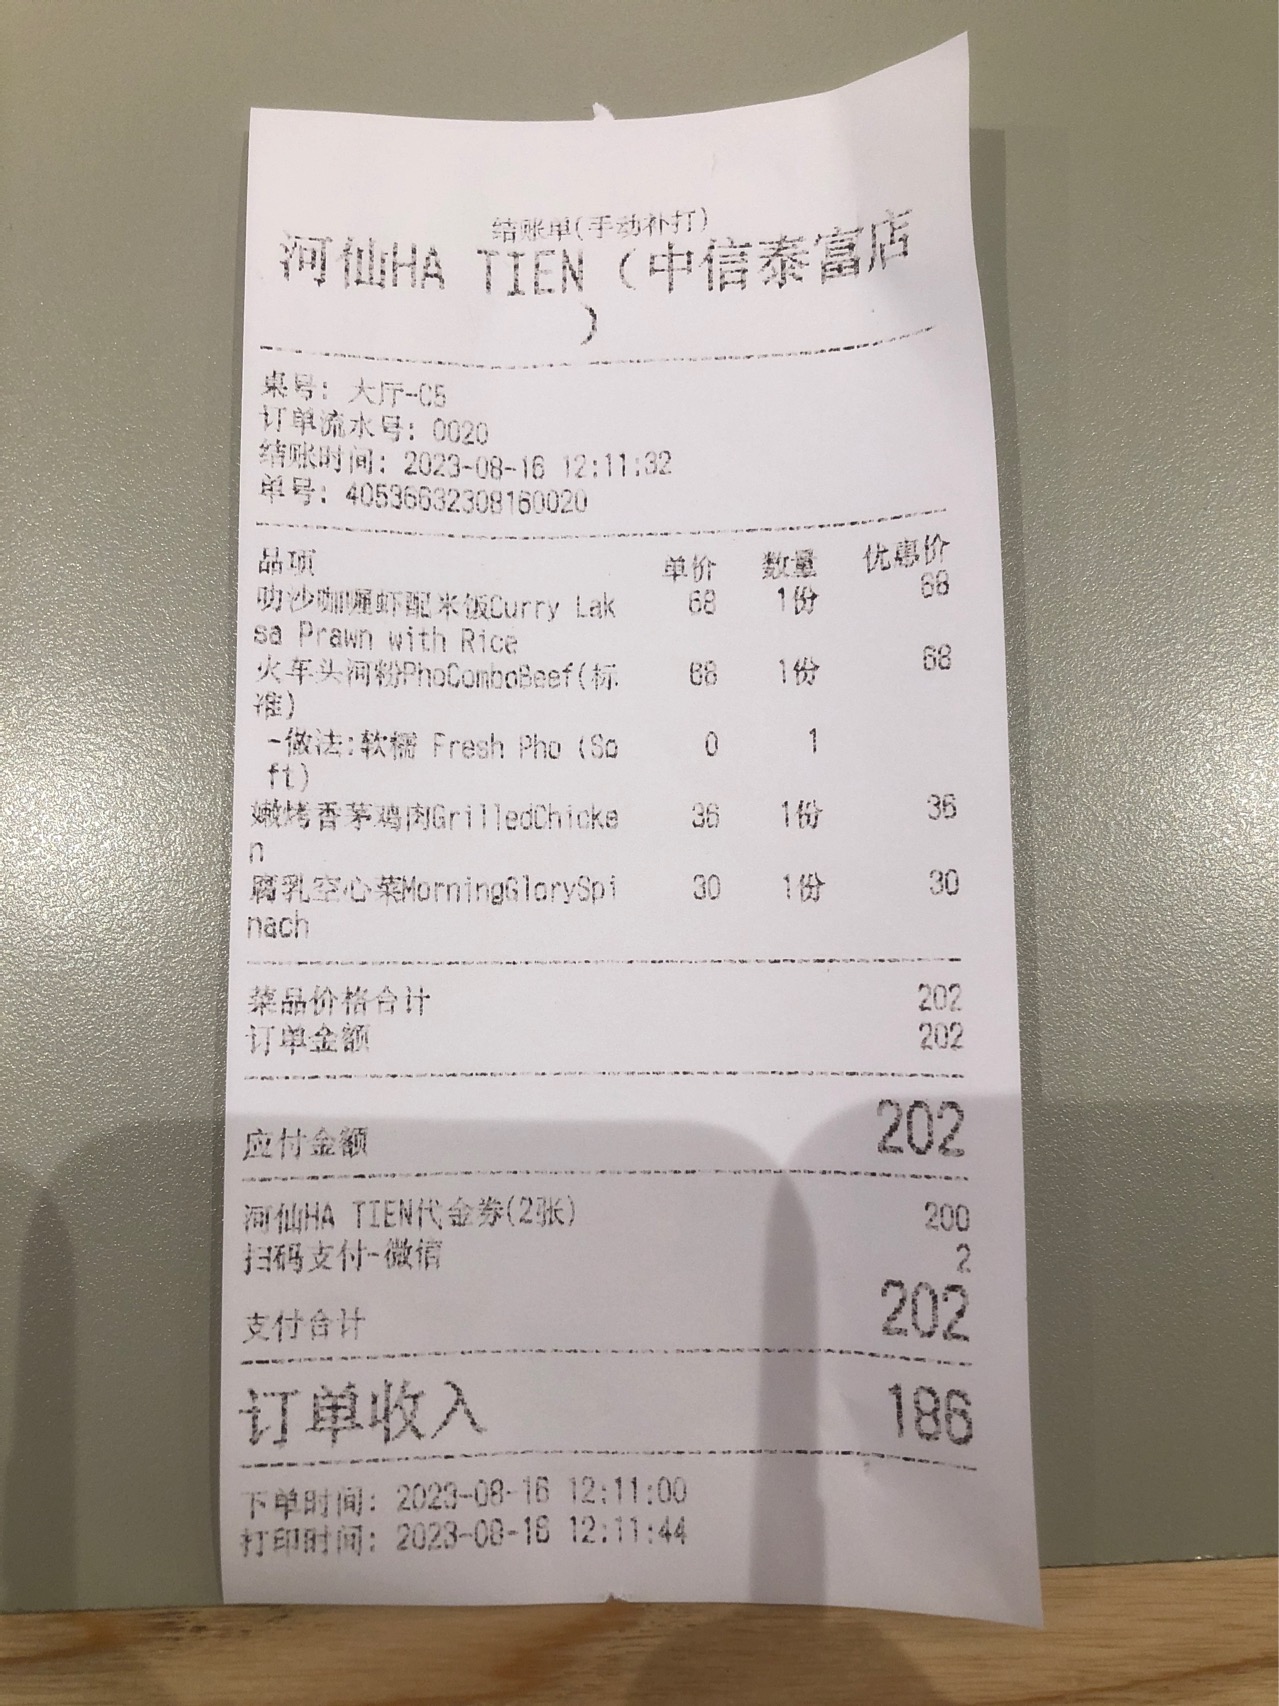 结账单(手动补打)
河仙HA TIEN（中信泰富店
）
桌号: 大厅-C5
订单流水号: 0020
结账时间: 2023-08-16 12:11:32
单号: 40536632308160020
品项 单价 数量 优惠价
叻沙咖喱虾配米饭Curry Lak 68 1份 68
sa Prawn with Rice
火车头河粉PhoComboBeef(标 68 1份 68
准)
-做法:软糯 Fresh Pho (So 0 1
ft)
嫩烤香茅鸡肉GrilledChicke 36 1份 36
n
腐乳空心菜MorningGlorySpi 30 1份 30
nach
菜品价格合计 202
订单金额 202
应付金额 202
河仙HA TIEN代金券(2张) 200
扫码支付-微信 2
支付合计 202
订单收入 186
下单时间: 2023-08-16 12:11:00
打印时间: 2023-08-16 12:11:44